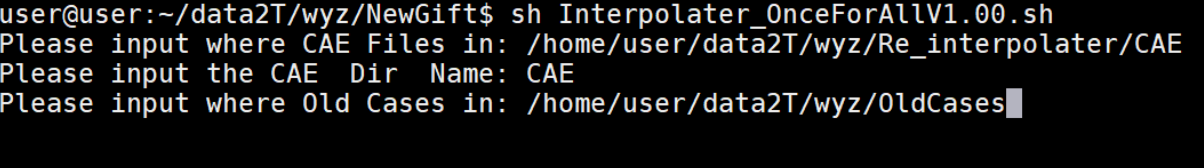 user@user:~/data2T/wyz/NewGift$ sh Interpolater_OnceForAllV1.00.sh
Please input where CAE Files in: /home/user/data2T/wyz/Re_interpolater/CAE
Please input the CAE  Dir  Name: CAE
Please input where Old Cases in: /home/user/data2T/wyz/OldCases